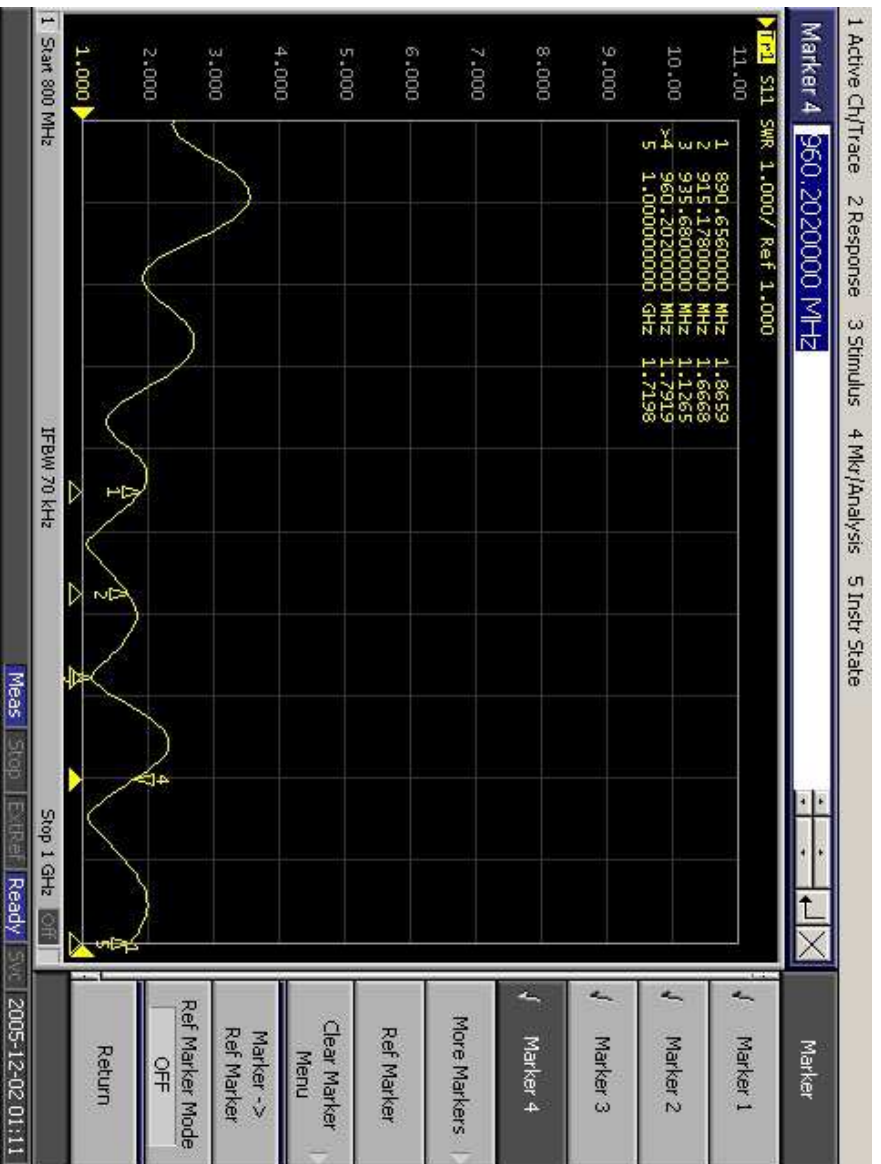 1 Active Ch/Trace 2 Response 3 Stimulus 4 Mkr/Analysis 5 Instr State
Marker 4 960.2020000 MHz
Marker
Tr1 S11 SWR 1.000/ Ref 1.000
11.00
10.00
9.000
8.000
7.000
6.000
5.000
4.000
3.000
2.000
1.000
1 890.6560000 MHz 1.8659
2 915.1780000 MHz 1.6668
3 935.6800000 MHz 1.1265
>4 960.2020000 MHz 1.7919
5 1.000000000 GHz 1.7198
1
2
4
5
Marker 1
Marker 2
Marker 3
Marker 4
More Markers
Ref Marker
Clear Marker
Menu
Marker ->
Ref Marker
Ref Marker Mode
OFF
Return
1 Start 800 MHz IFBW 70 kHz Stop 1 GHz Off
Meas Stop ExtRef Ready Svc 2005-12-02 01:11